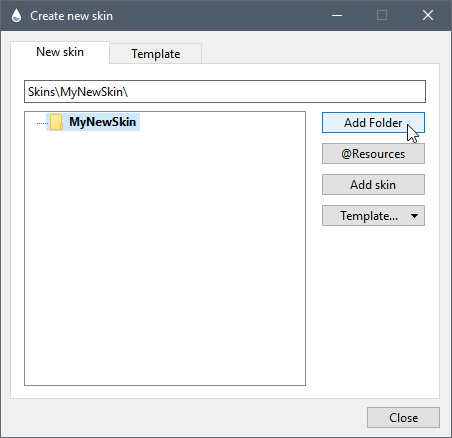 Create new skin
New skin
Template
Skins\MyNewSkin\
MyNewSkin
Add Folder
@Resources
Add skin
Template...
Close